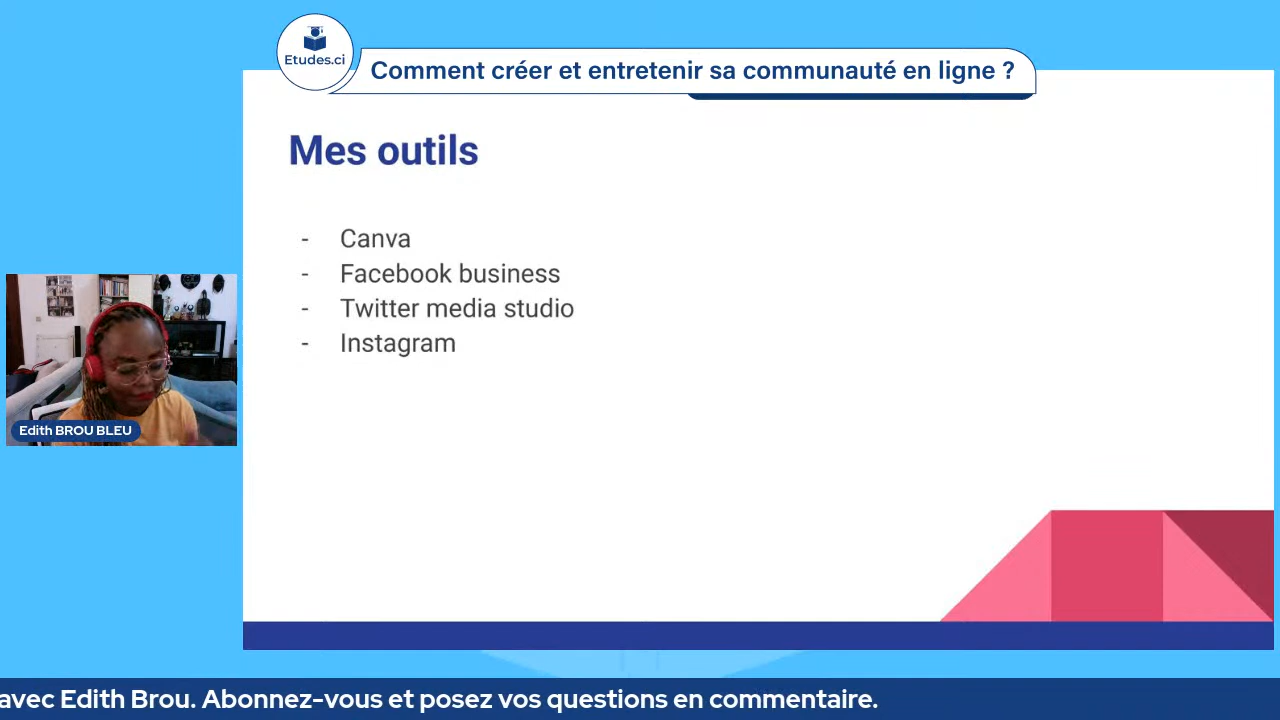 Etudes.ci
Comment créer et entretenir sa communauté en ligne ?
Mes outils
- Canva
- Facebook business
- Twitter media studio
- Instagram
Edith BROU BLEU
avec Edith Brou. Abonnez-vous et posez vos questions en commentaire.